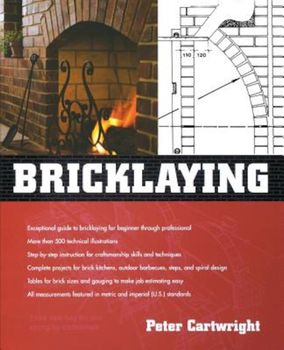 110 120
BRICKLAYING
Exceptional guide to bricklaying for beginner through professional
More than 500 technical illustrations
Step-by-step instruction for craftsmanship skills and techniques
Complete projects for brick kitchens, outdoor barbecues, steps, and spiral design
Tables for brick sizes and gauging to make job estimating easy
All measurements featured in metric and imperial (U.S.) standards
Peter Cartwright